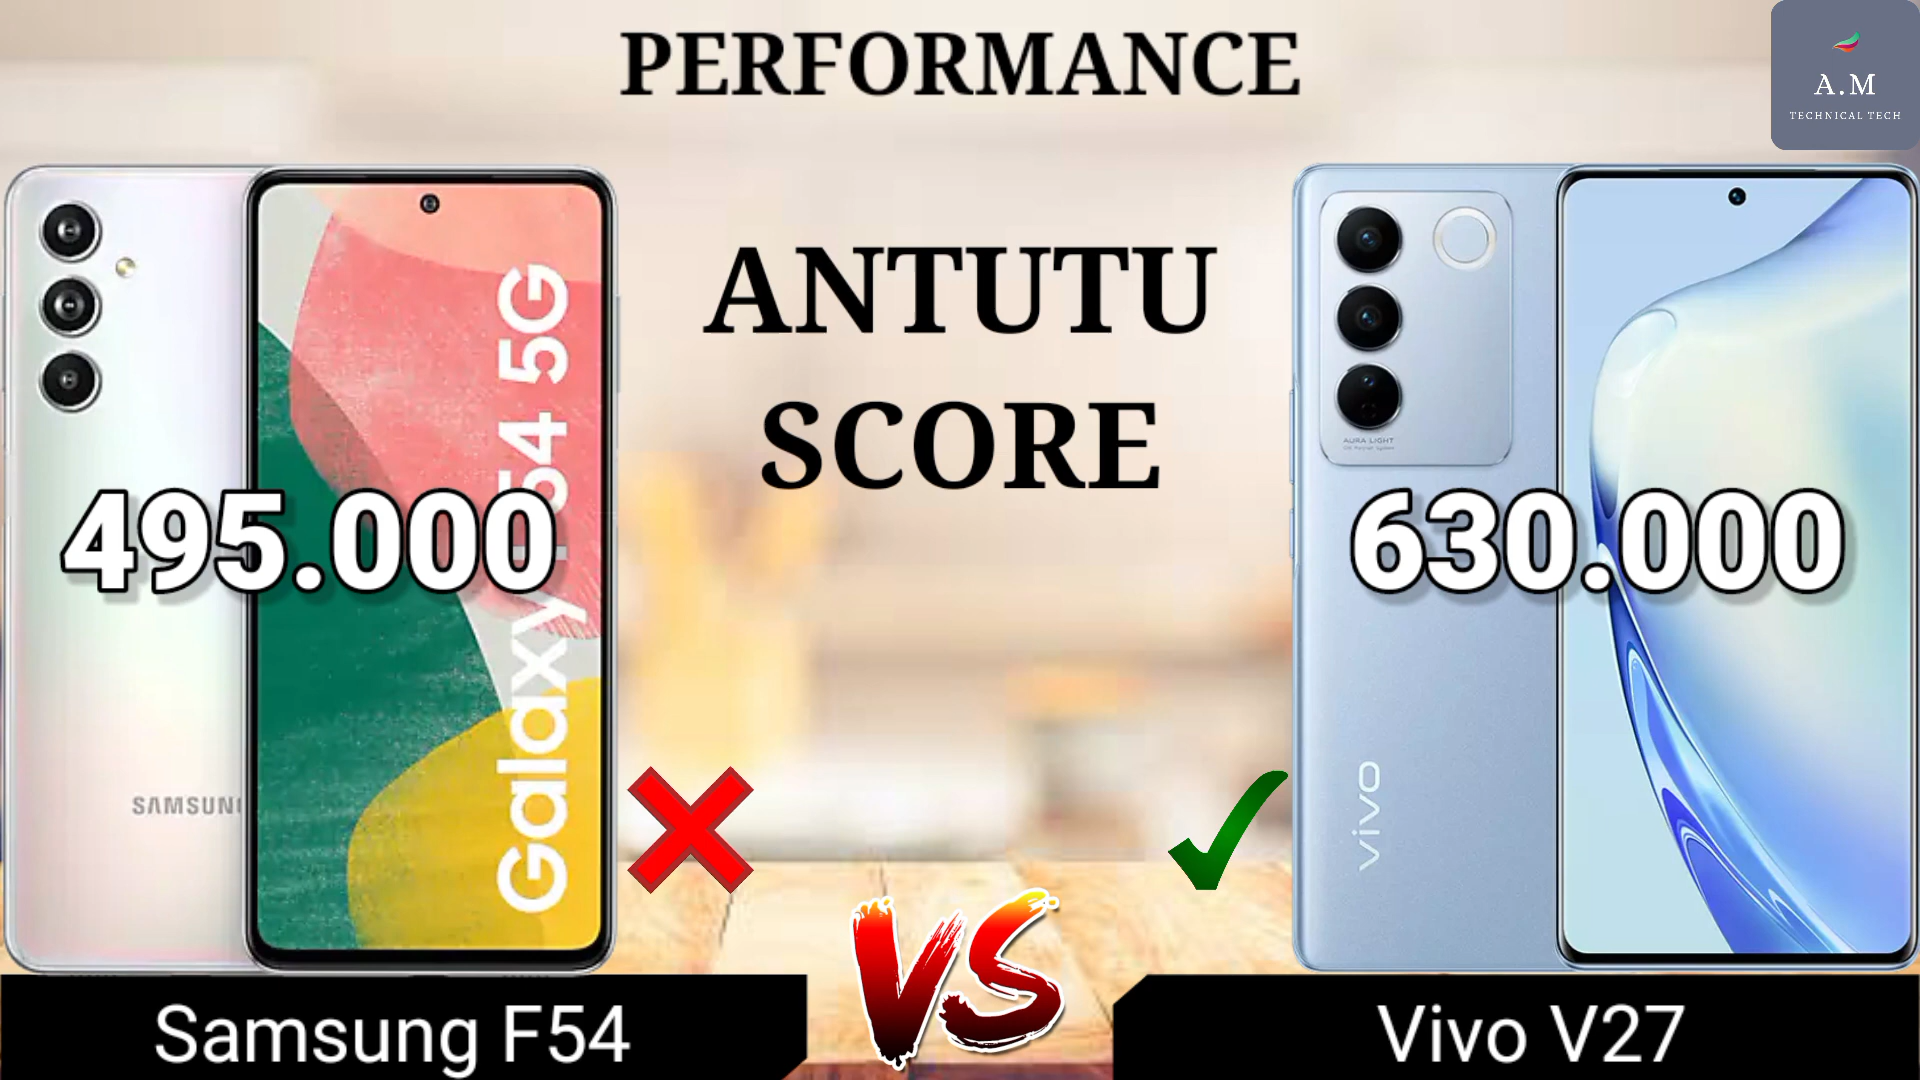 PERFORMANCE
A.M
TECHNICAL TECH
ANTUTU
SCORE
Galaxy F54 5G
495.000
SAMSUNG
AURA LIGHT
630.000
vivo
VS
Samsung F54
Vivo V27